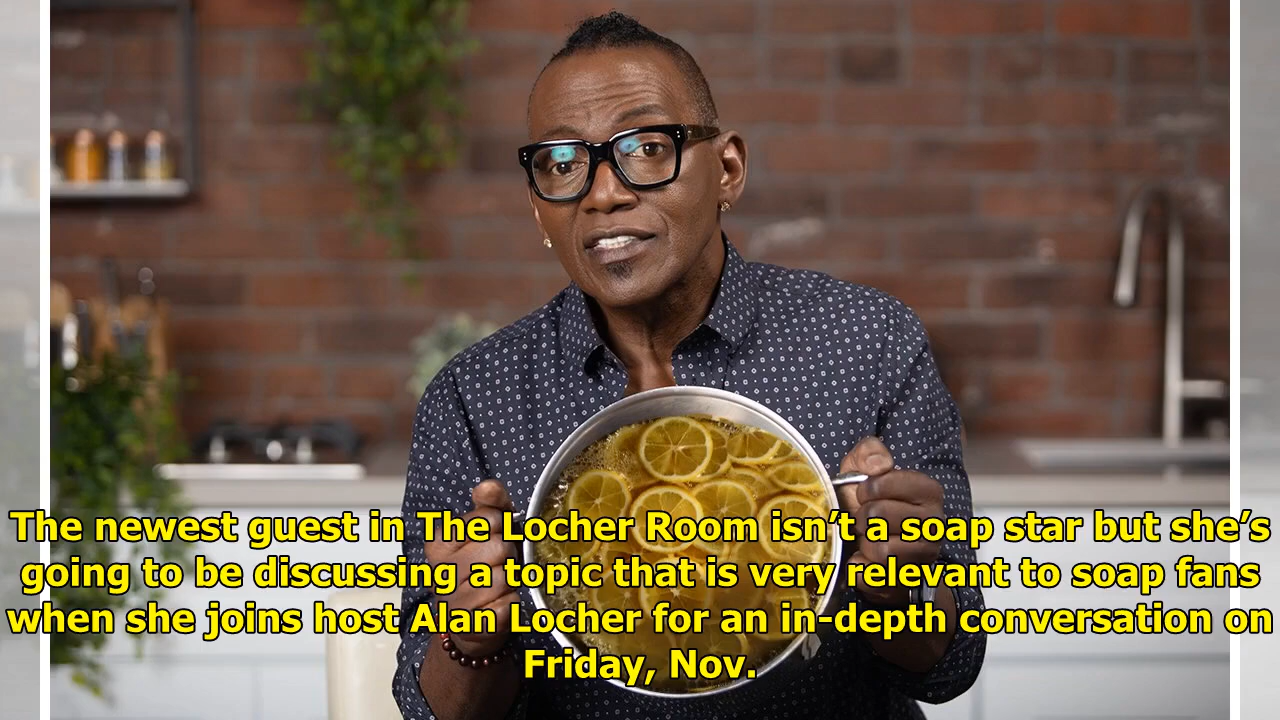 The newest guest in The Locher Room isn’t a soap star but she’s
going to be discussing a topic that is very relevant to soap fans
when she joins host Alan Locher for an in-depth conversation on
Friday, Nov.